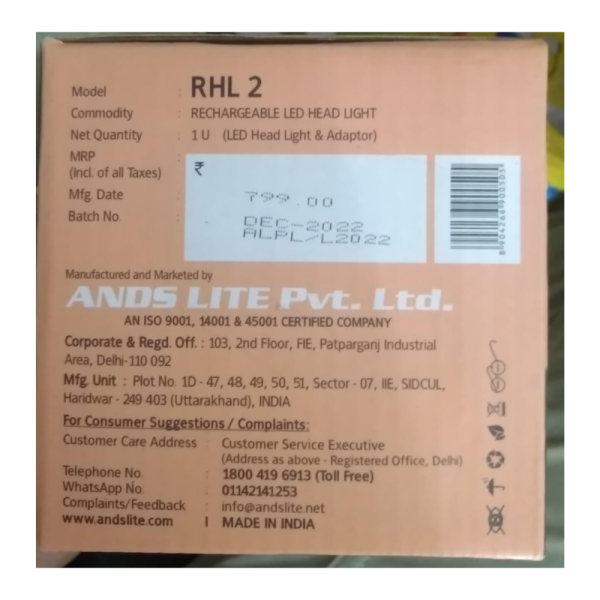 Model : RHL 2
Commodity : RECHARGEABLE LED HEAD LIGHT
Net Quantity : 1 U (LED Head Light & Adaptor)
MRP : ₹
(Incl. of all Taxes) 799.00
Mfg. Date : DEC-2022
Batch No. : ALPL/L2022
Manufactured and Marketed by
ANDS LITE Pvt. Ltd.
AN ISO 9001, 14001 & 45001 CERTIFIED COMPANY
Corporate & Regd. Off. : 103, 2nd Floor, FIE, Patparganj Industrial
Area, Delhi-110 092
Mfg. Unit : Plot No. 1D - 47, 48, 49, 50, 51, Sector - 07, IIE, SIDCUL,
Haridwar - 249 403 (Uttarakhand), INDIA
For Consumer Suggestions / Complaints:
Customer Care Address : Customer Service Executive
(Address as above - Registered Office, Delhi)
Telephone No. : 1800 419 6913 (Toll Free)
WhatsApp No. : 01142141253
Complaints/Feedback : info@andslite.net
www.andslite.com | MADE IN INDIA